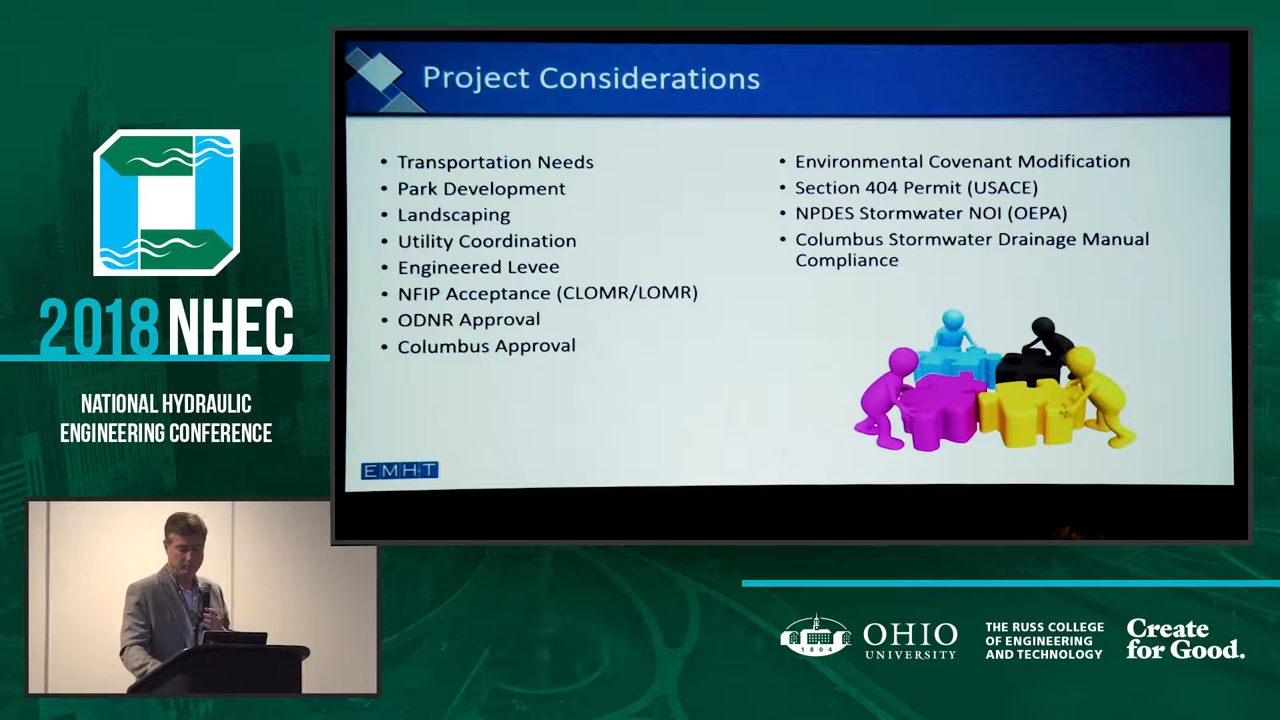 Project Considerations
• Transportation Needs
• Park Development
• Landscaping
• Utility Coordination
• Engineered Levee
• NFIP Acceptance (CLOMR/LOMR)
• ODNR Approval
• Columbus Approval
• Environmental Covenant Modification
• Section 404 Permit (USACE)
• NPDES Stormwater NOI (OEPA)
• Columbus Stormwater Drainage Manual
Compliance
EMHT
2018 NHEC
NATIONAL HYDRAULIC
ENGINEERING CONFERENCE
1804
OHIO
UNIVERSITY
THE RUSS COLLEGE
OF ENGINEERING
AND TECHNOLOGY
Create
for Good.